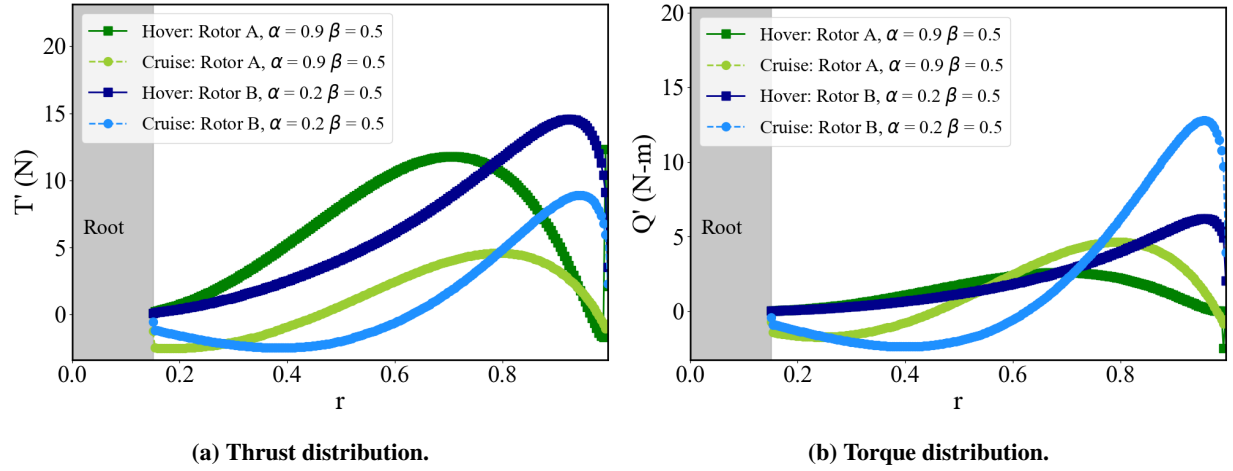 Hover: Rotor A, α = 0.9 β = 0.5
Cruise: Rotor A, α = 0.9 β = 0.5
Hover: Rotor B, α = 0.2 β = 0.5
Cruise: Rotor B, α = 0.2 β = 0.5
T' (N)
20
15
10
5
0
Root
0.0
0.2
0.4
0.6
0.8
r
(a) Thrust distribution.
Hover: Rotor A, α = 0.9 β = 0.5
Cruise: Rotor A, α = 0.9 β = 0.5
Hover: Rotor B, α = 0.2 β = 0.5
Cruise: Rotor B, α = 0.2 β = 0.5
Q' (N-m)
20
15
10
5
0
Root
0.0
0.2
0.4
0.6
0.8
r
(b) Torque distribution.